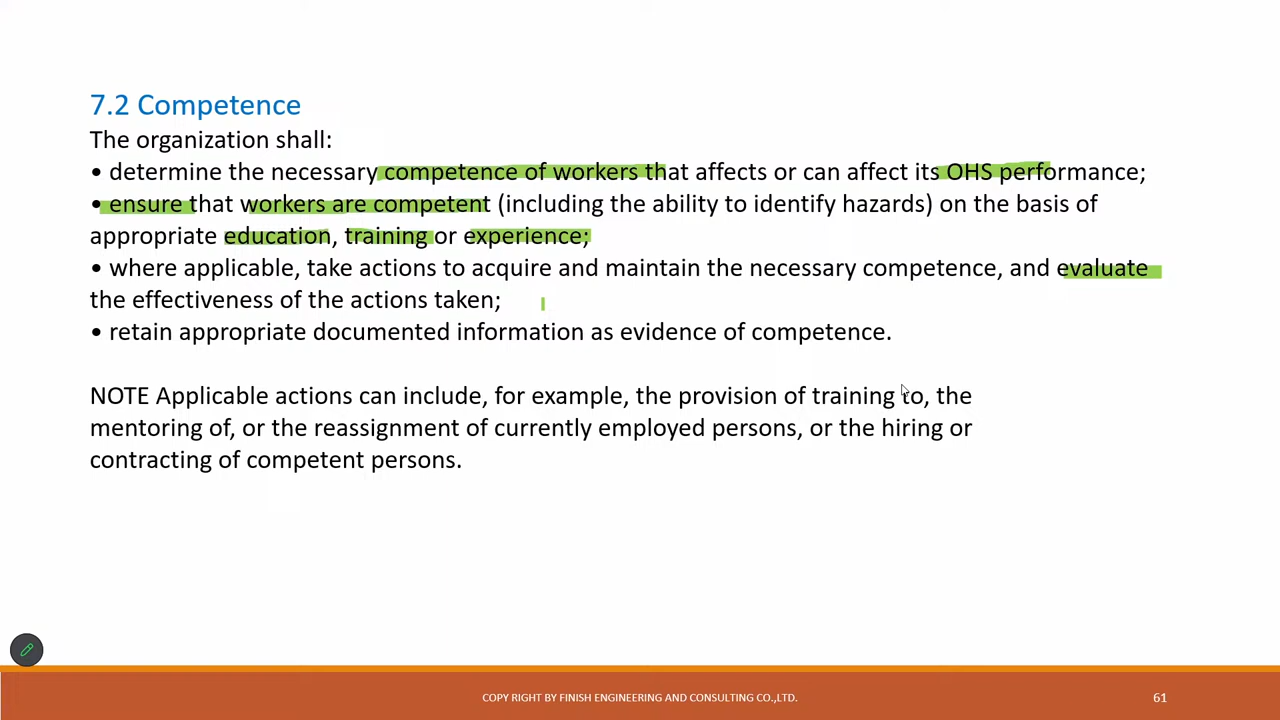 7.2 Competence
The organization shall:
• determine the necessary competence of workers that affects or can affect its OHS performance;
• ensure that workers are competent (including the ability to identify hazards) on the basis of
appropriate education, training or experience;
• where applicable, take actions to acquire and maintain the necessary competence, and evaluate
the effectiveness of the actions taken;
• retain appropriate documented information as evidence of competence.
NOTE Applicable actions can include, for example, the provision of training to, the
mentoring of, or the reassignment of currently employed persons, or the hiring or
contracting of competent persons.
COPY RIGHT BY FINISH ENGINEERING AND CONSULTING CO.,LTD.
61